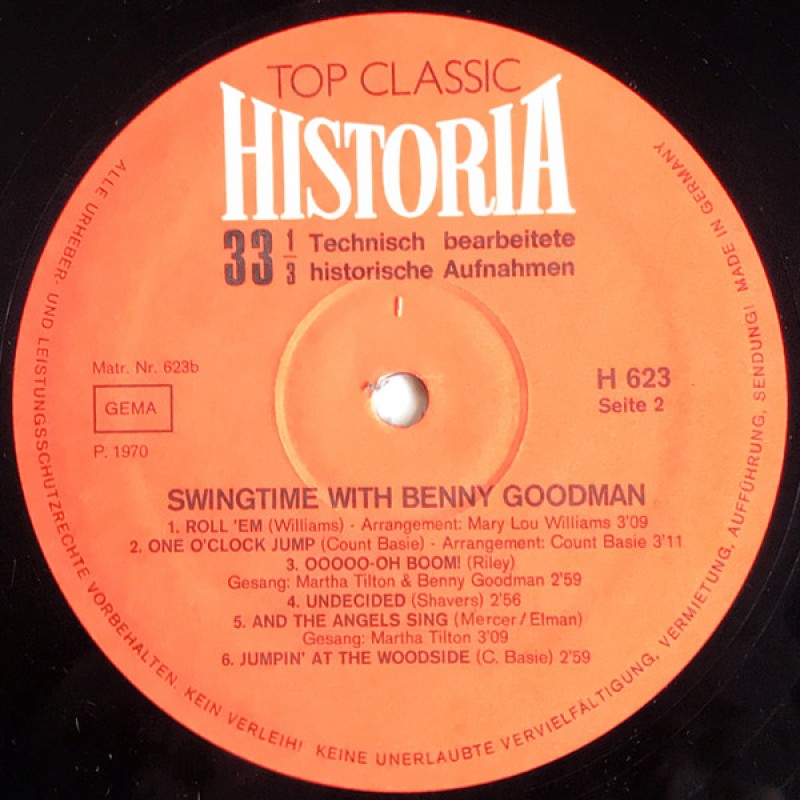 TOP CLASSIC
HISTORIA
33 1/3 Technisch bearbeitete
historische Aufnahmen
Matr. Nr. 623b
GEMA
P. 1970
H 623
Seite 2
SWINGTIME WITH BENNY GOODMAN
1. ROLL 'EM (Williams) - Arrangement: Mary Lou Williams 3'09
2. ONE O'CLOCK JUMP (Count Basie) - Arrangement: Count Basie 3'11
3. OOOOO-OH BOOM! (Riley)
Gesang: Martha Tilton & Benny Goodman 2'59
4. UNDECIDED (Shavers) 2'56
5. AND THE ANGELS SING (Mercer/Elman)
Gesang: Martha Tilton 3'09
6. JUMPIN' AT THE WOODSIDE (C. Basie) 2'59
ALLE URHEBER- UND LEISTUNGSSCHUTZRECHTE VORBEHALTEN. KEIN VERLEIH! KEINE UNERLAUBTE VERVIELFÄLTIGUNG, VERMIETUNG, AUFFÜHRUNG, SENDUNG! MADE IN GERMANY